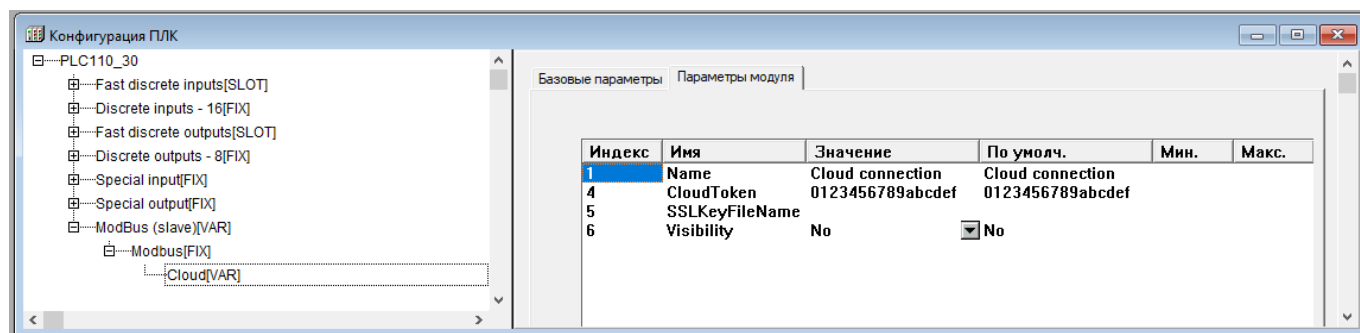 Конфигурация ПЛК
PLC110_30
Fast discrete inputs[SLOT]
Discrete inputs - 16[FIX]
Fast discrete outputs[SLOT]
Discrete outputs - 8[FIX]
Special input[FIX]
Special output[FIX]
ModBus (slave)[VAR]
Modbus[FIX]
Cloud[VAR]
Базовые параметры Параметры модуля
Индекс Имя Значение По умолч. Мин. Макс.
1 Name Cloud connection Cloud connection
4 CloudToken 0123456789abcdef 0123456789abcdef
5 SSLKeyFileName
6 Visibility No No